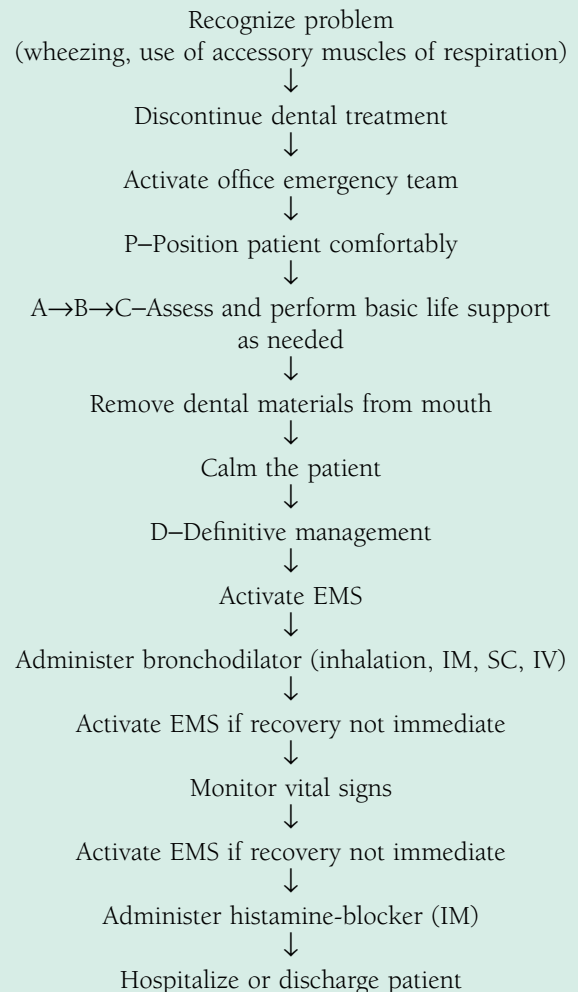 Recognize problem
(wheezing, use of accessory muscles of respiration)
↓
Discontinue dental treatment
↓
Activate office emergency team
↓
P–Position patient comfortably
↓
A→B→C–Assess and perform basic life support
as needed
↓
Remove dental materials from mouth
↓
Calm the patient
↓
D–Definitive management
↓
Activate EMS
↓
Administer bronchodilator (inhalation, IM, SC, IV)
↓
Activate EMS if recovery not immediate
↓
Monitor vital signs
↓
Activate EMS if recovery not immediate
↓
Administer histamine-blocker (IM)
↓
Hospitalize or discharge patient